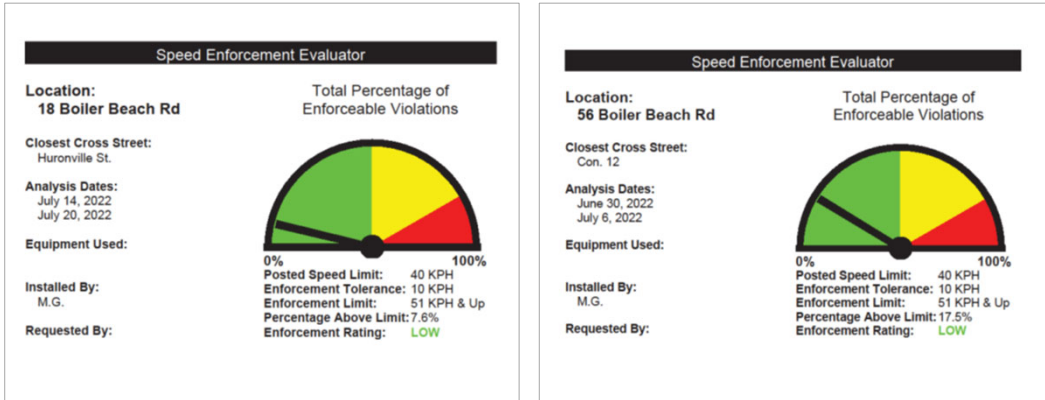 Speed Enforcement Evaluator
Location:
18 Boiler Beach Rd
Total Percentage of
Enforceable Violations
Closest Cross Street:
Huronville St.
Analysis Dates:
July 14, 2022
July 20, 2022
Equipment Used:
Installed By:
M.G.
Requested By:
0% 100%
Posted Speed Limit: 40 KPH
Enforcement Tolerance: 10 KPH
Enforcement Limit: 51 KPH & Up
Percentage Above Limit: 7.6%
Enforcement Rating: LOW
Speed Enforcement Evaluator
Location:
56 Boiler Beach Rd
Total Percentage of
Enforceable Violations
Closest Cross Street:
Con. 12
Analysis Dates:
June 30, 2022
July 6, 2022
Equipment Used:
Installed By:
M.G.
Requested By:
0% 100%
Posted Speed Limit: 40 KPH
Enforcement Tolerance: 10 KPH
Enforcement Limit: 51 KPH & Up
Percentage Above Limit: 17.5%
Enforcement Rating: LOW